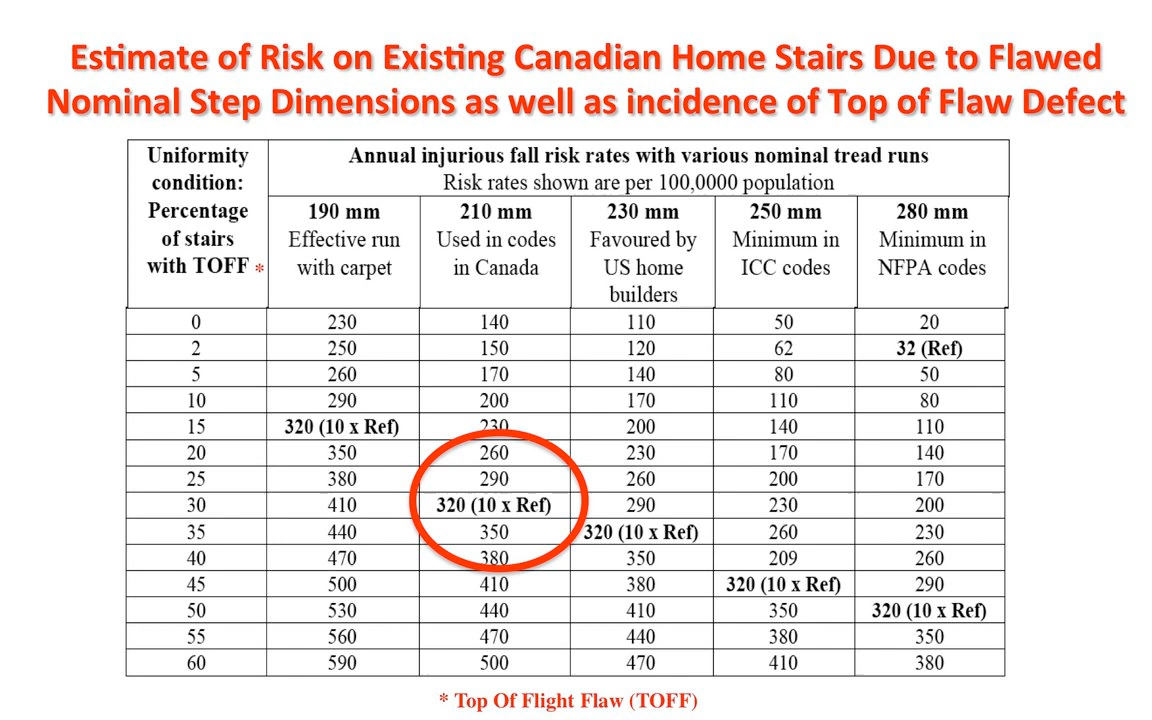 Estimate of Risk on Existing Canadian Home Stairs Due to Flawed
Nominal Step Dimensions as well as incidence of Top of Flaw Defect
Uniformity condition: Percentage of stairs with TOFF *
Annual injurious fall risk rates with various nominal tread runs
Risk rates shown are per 100,0000 population
190 mm Effective run with carpet
210 mm Used in codes in Canada
230 mm Favoured by US home builders
250 mm Minimum in ICC codes
280 mm Minimum in NFPA codes
0 230 140 110 50 20
2 250 150 120 62 32 (Ref)
5 260 170 140 80 50
10 290 200 170 110 80
15 320 (10 x Ref) 230 200 140 110
20 350 260 230 170 140
25 380 290 260 200 170
30 410 320 (10 x Ref) 290 230 200
35 440 350 320 (10 x Ref) 260 230
40 470 380 350 209 260
45 500 410 380 320 (10 x Ref) 290
50 530 440 410 350 320 (10 x Ref)
55 560 470 440 380 350
60 590 500 470 410 380
* Top Of Flight Flaw (TOFF)